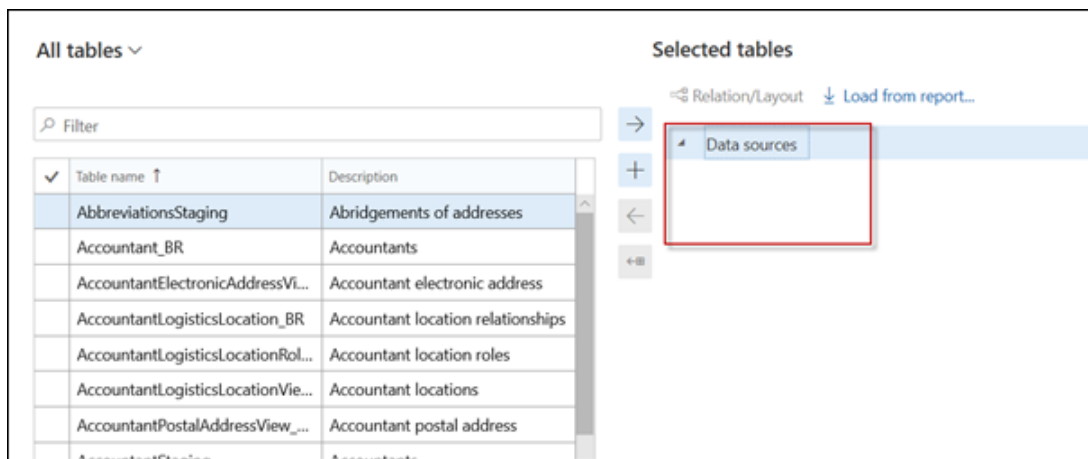 All tables
Selected tables
Relation/Layout Load from report...
Filter
Data sources
Table name Description
AbbreviationsStaging Abridgements of addresses
Accountant_BR Accountants
AccountantElectronicAddressVi... Accountant electronic address
AccountantLogisticsLocation_BR Accountant location relationships
AccountantLogisticsLocationRol... Accountant location roles
AccountantLogisticsLocationVie... Accountant locations
AccountantPostalAddressView_... Accountant postal address
AccountantStaging Accountants